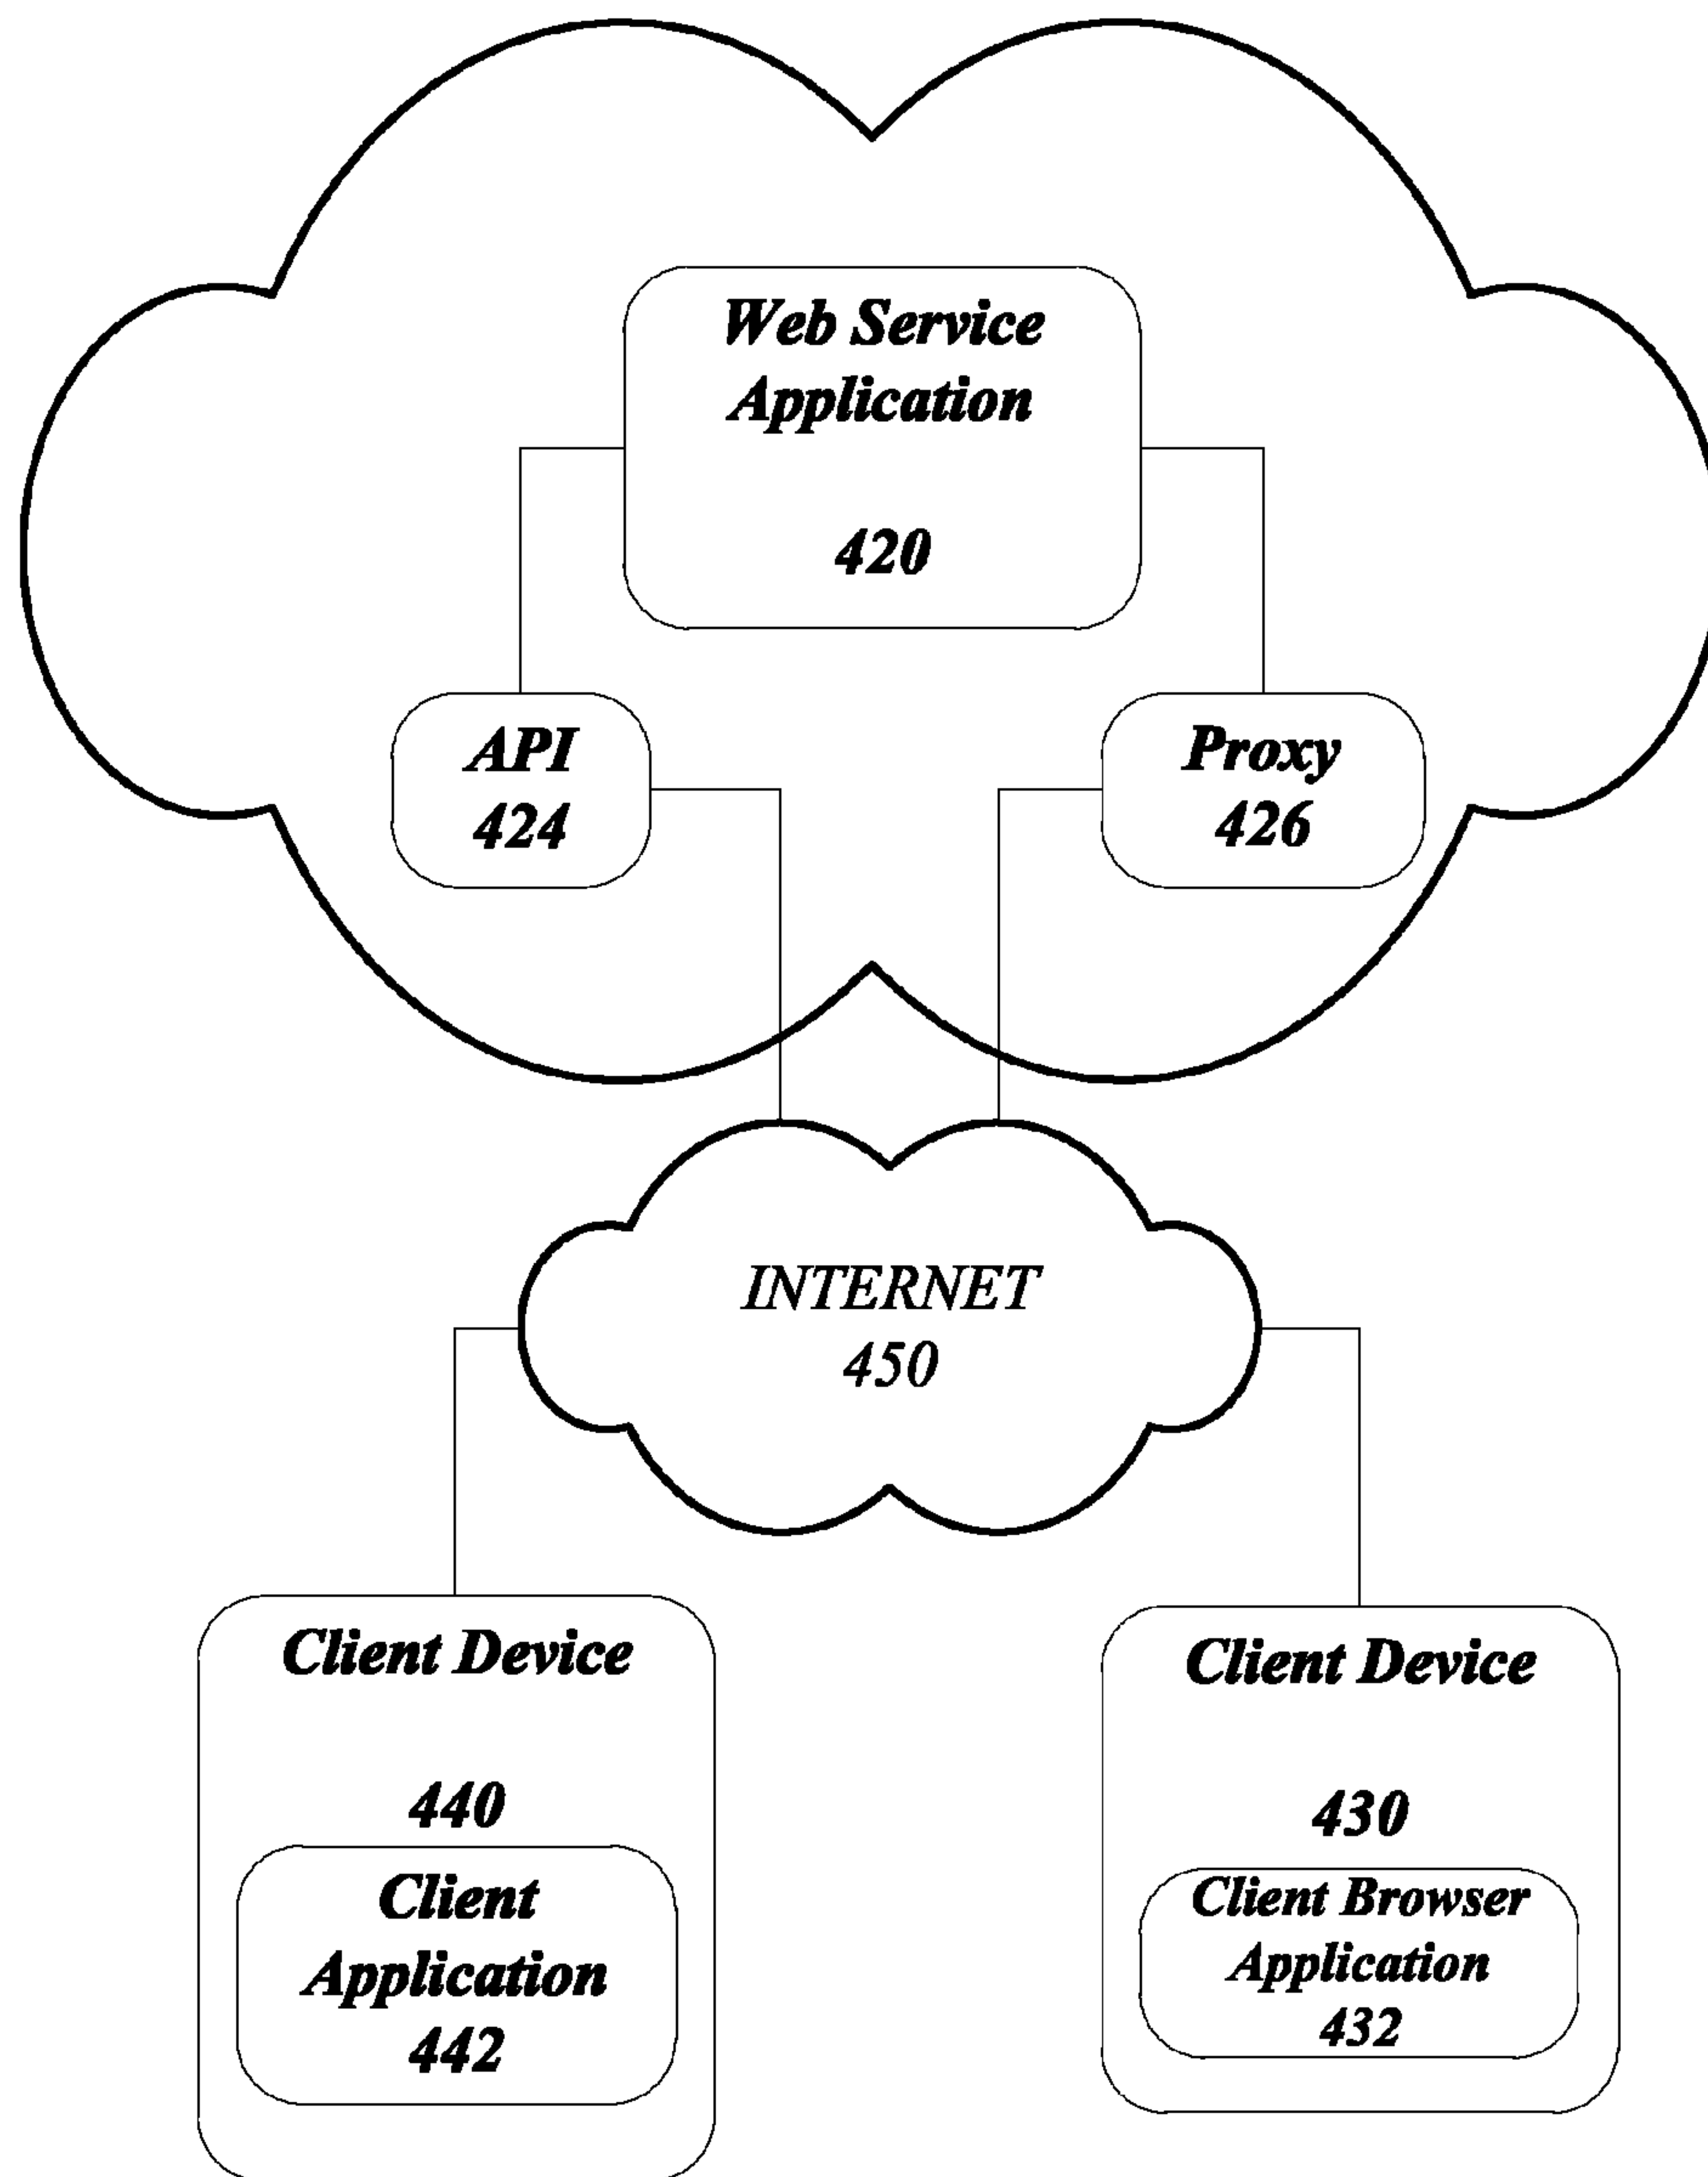 Web Service
Application
420
API
424
Proxy
426
INTERNET
450
Client Device
440
Client
Application
442
Client Device
430
Client Browser
Application
432